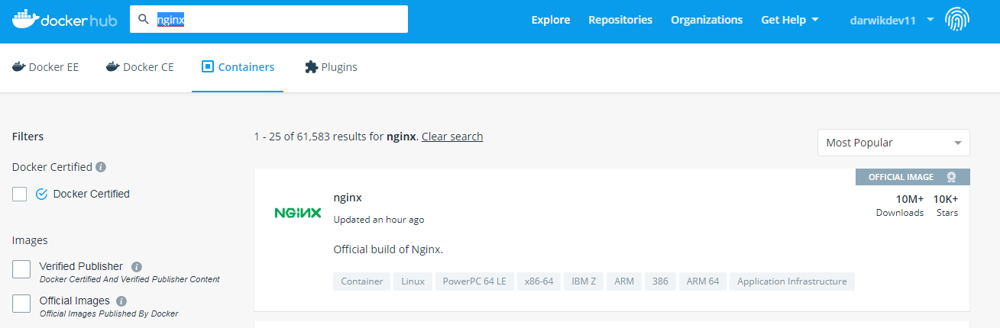 docker hub
nginx
Explore
Repositories
Organizations
Get Help
darwikdev11
Docker EE
Docker CE
Containers
Plugins
Filters
1 - 25 of 61,583 results for nginx. Clear search
Most Popular
Docker Certified
Docker Certified
Images
Verified Publisher
Docker Certified And Verified Publisher Content
Official Images
Official Images Published By Docker
OFFICIAL IMAGE
NGINX
nginx
Updated an hour ago
10M+
Downloads
10K+
Stars
Official build of Nginx.
Container
Linux
PowerPC 64 LE
x86-64
IBM Z
ARM
386
ARM 64
Application Infrastructure